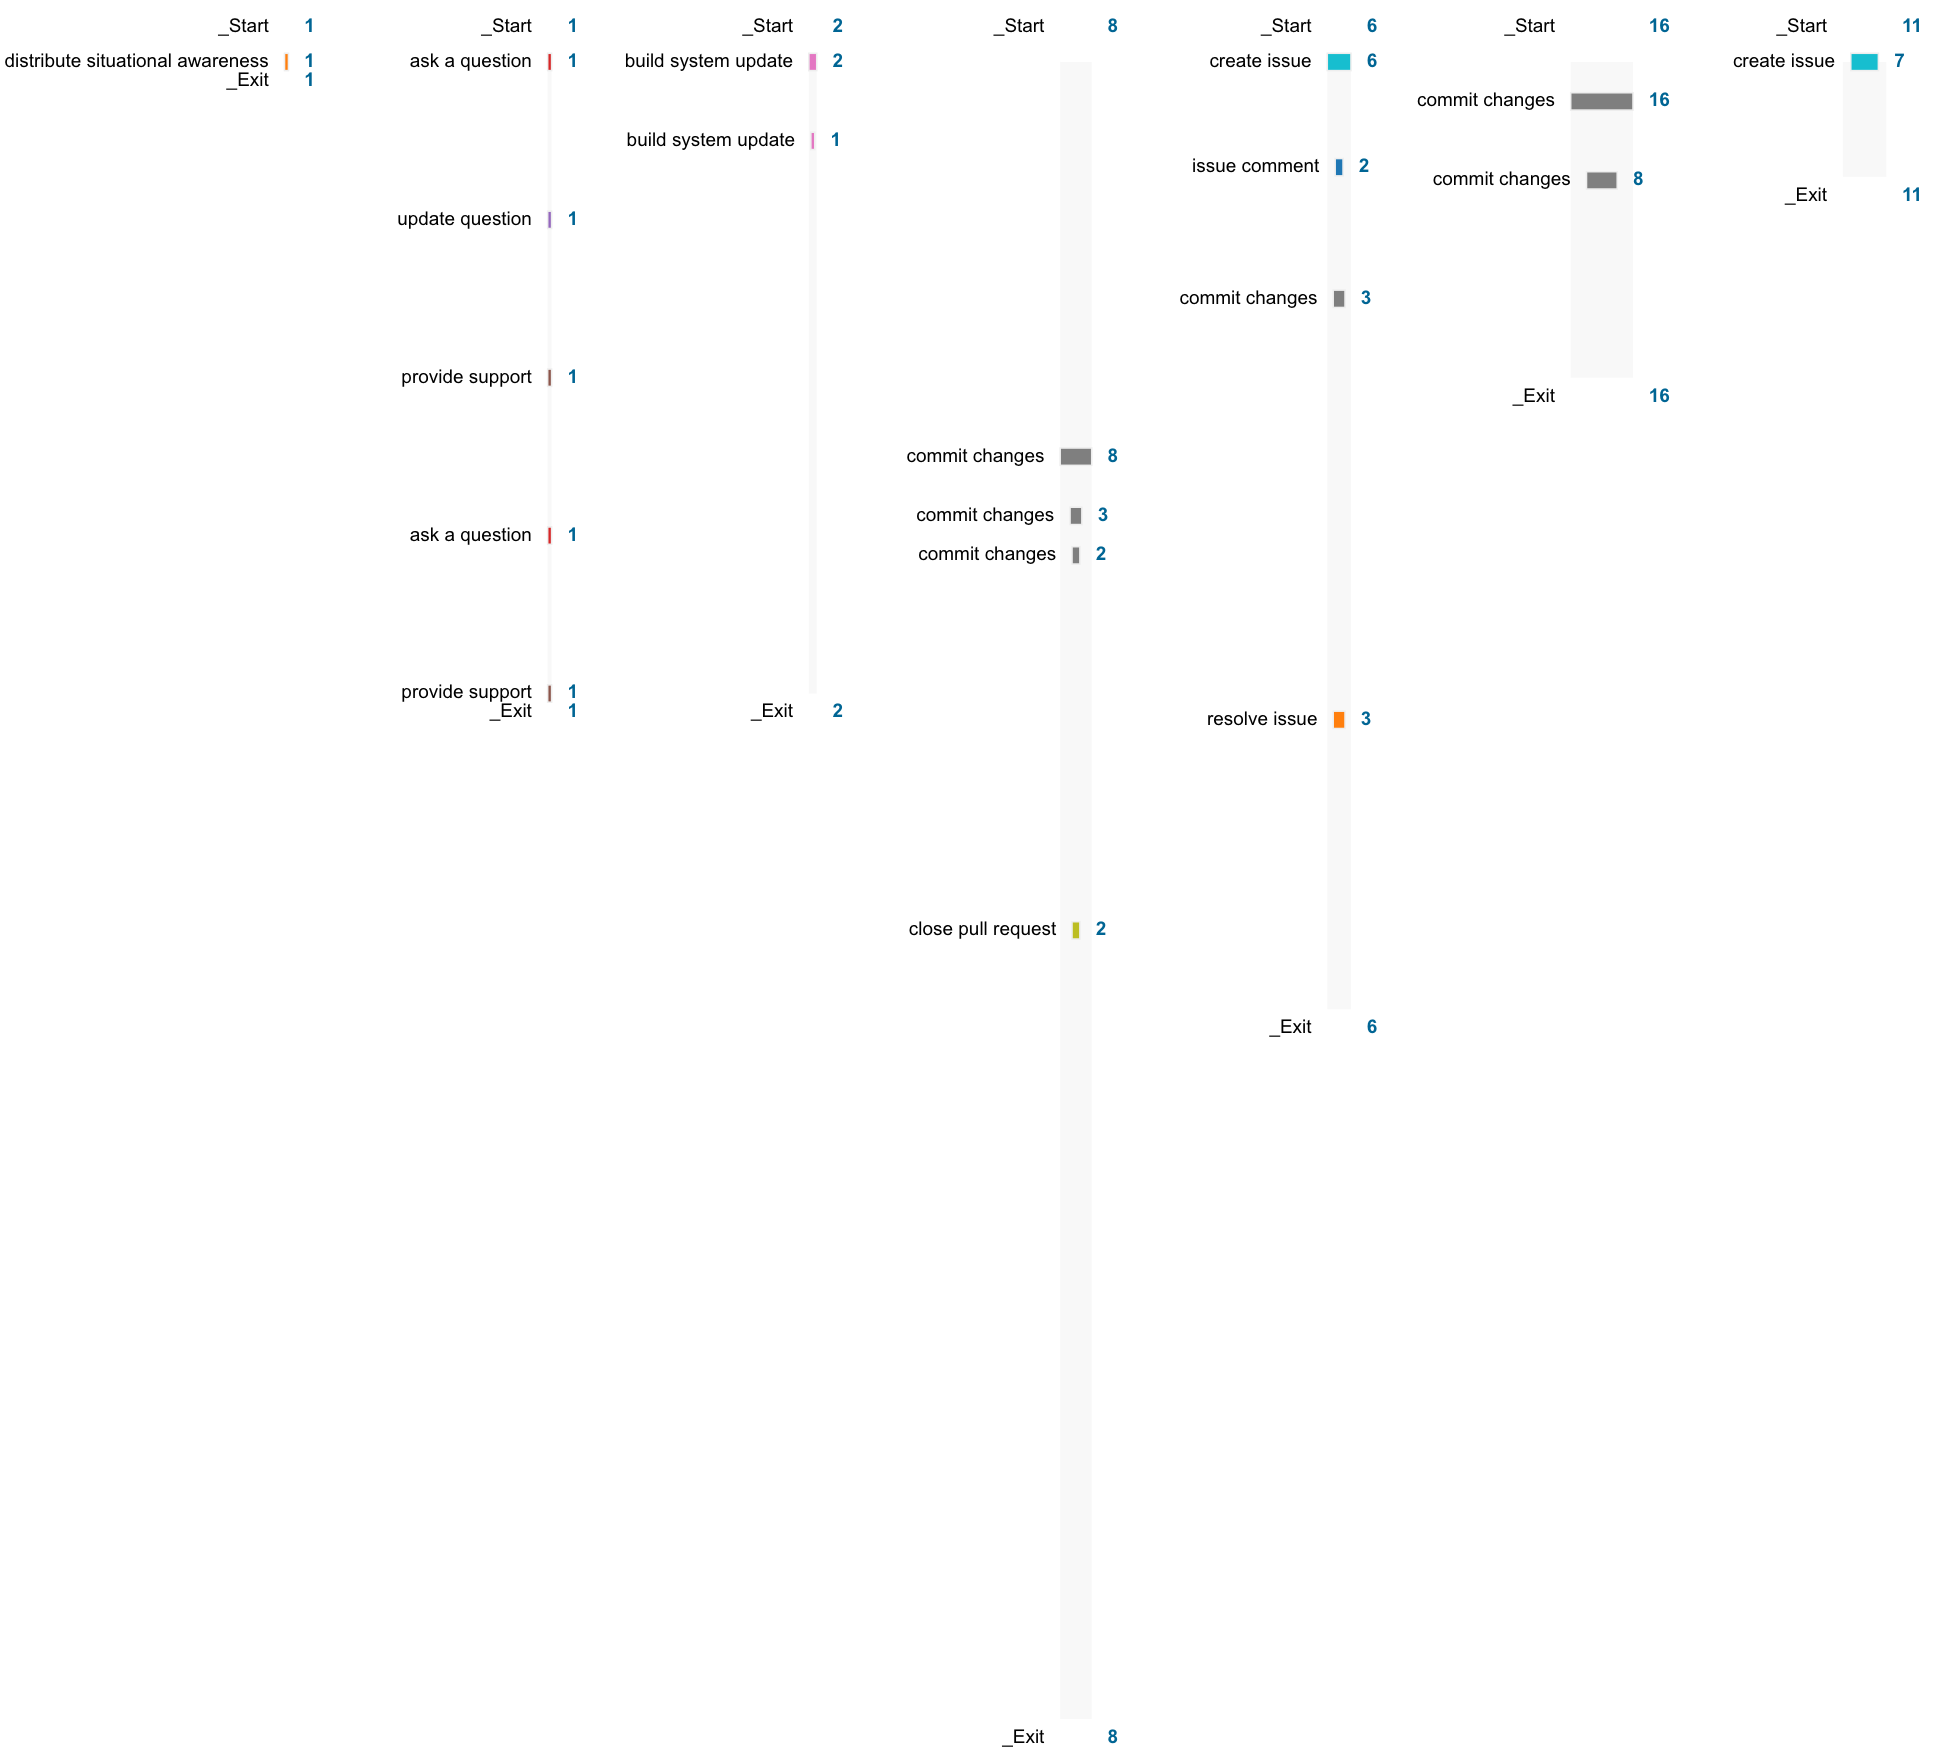 _Start 1
distribute situational awareness 1
_Exit 1
_Start 1
ask a question 1
update question 1
provide support 1
ask a question 1
provide support 1
_Exit 1
_Start 2
build system update 2
build system update 1
_Exit 2
_Start 8
commit changes 8
commit changes 3
commit changes 2
close pull request 2
_Exit 8
_Start 6
create issue 6
issue comment 2
commit changes 3
resolve issue 3
_Exit 6
_Start 16
commit changes 16
commit changes 8
_Exit 16
_Start 11
create issue 7
_Exit 11